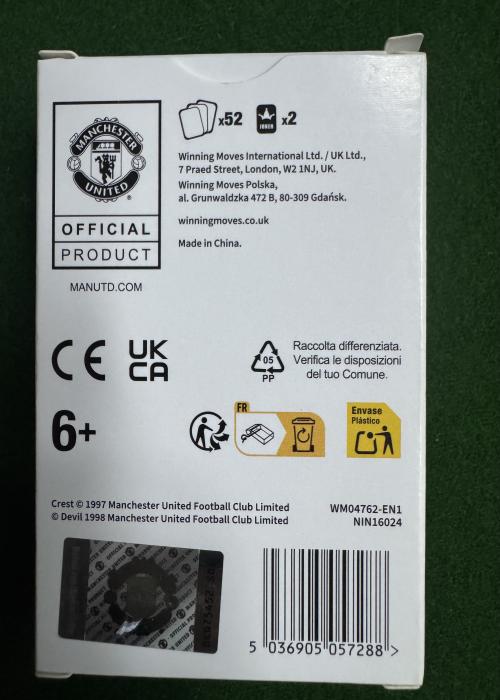 MANCHESTER
UNITED
®
OFFICIAL
PRODUCT
MANUTD.COM
x52
JOKER
x2
Winning Moves International Ltd. / UK Ltd.,
7 Praed Street, London, W2 1NJ, UK.
Winning Moves Polska,
al. Grunwaldzka 472 B, 80-309 Gdańsk.
winningmoves.co.uk
Made in China.
CE
UK
CA
05
PP
Raccolta differenziata.
Verifica le disposizioni
del tuo Comune.
6+
FR
Envase
Plástico
Crest © 1997 Manchester United Football Club Limited
© Devil 1998 Manchester United Football Club Limited
WM04762-EN1
NIN16024
5 036905 057288 >